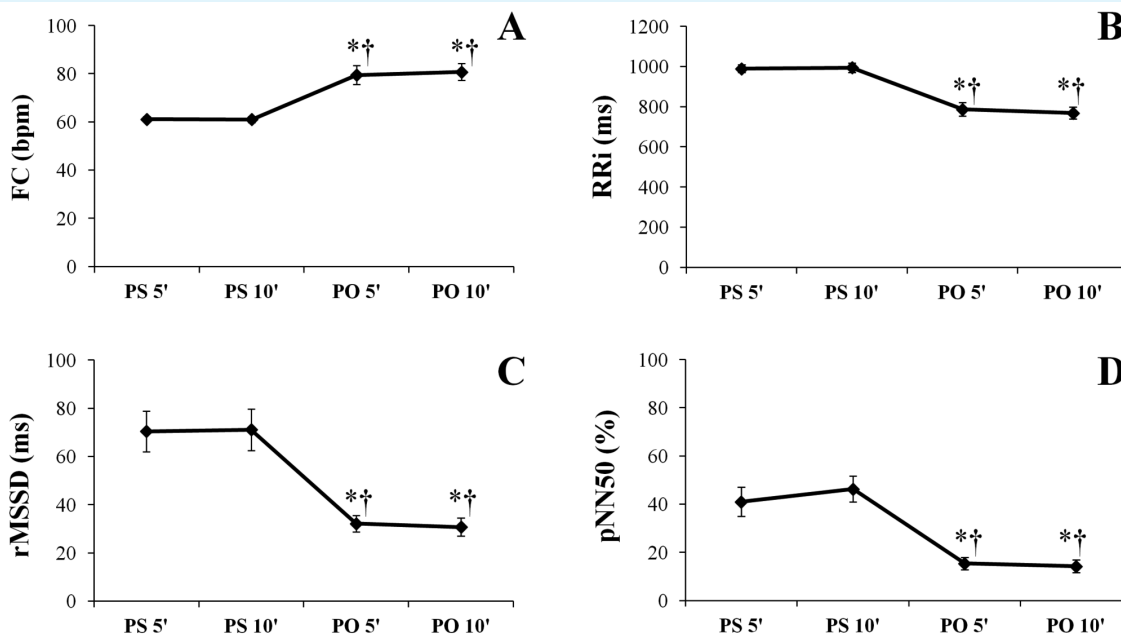 A
FC (bpm)
100
80
60
40
20
0
*†
*†
PS 5'
PS 10'
PO 5'
PO 10'
B
RRi (ms)
1200
1000
800
600
400
200
0
*†
*†
PS 5'
PS 10'
PO 5'
PO 10'
C
rMSSD (ms)
100
80
60
40
20
0
*†
*†
PS 5'
PS 10'
PO 5'
PO 10'
D
pNN50 (%)
100
80
60
40
20
0
*†
*†
PS 5'
PS 10'
PO 5'
PO 10'